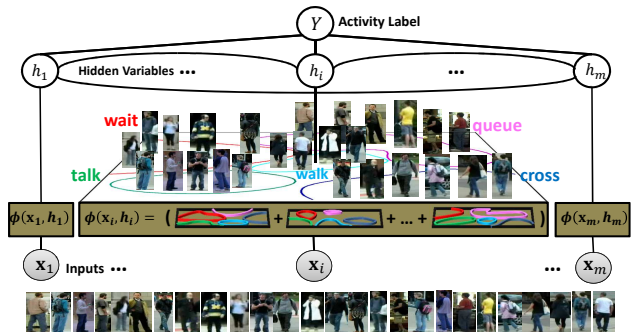 Y Activity Label
h₁ Hidden Variables ... hᵢ ... hₘ
wait queue
talk walk cross
ϕ(x₁, h₁) ϕ(xᵢ, hᵢ) = ( + + ... + ) ϕ(xₘ, hₘ)
x₁ Inputs ... xᵢ ... xₘ